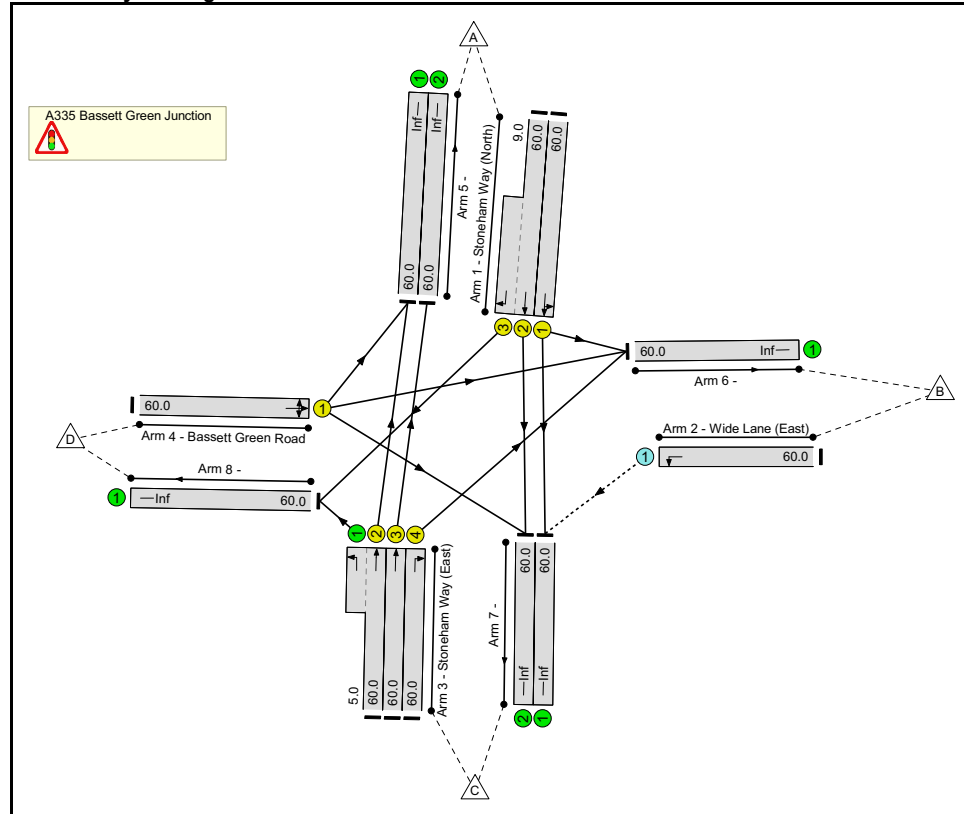 A
1
2
A335 Bassett Green Junction
Inf
Inf
9.0
60.0
60.0
Arm 5 -
Arm 1 - Stoneham Way (North)
60.0
60.0
3
2
1
60.0
Inf
1
Arm 6 -
B
60.0
1
Arm 4 - Bassett Green Road
D
Arm 2 - Wide Lane (East)
1
60.0
Arm 8 -
1
Inf
60.0
1
2
3
4
60.0
60.0
Arm 7 -
Arm 3 - Stoneham Way (East)
5.0
60.0
60.0
60.0
Inf
Inf
2
1
C